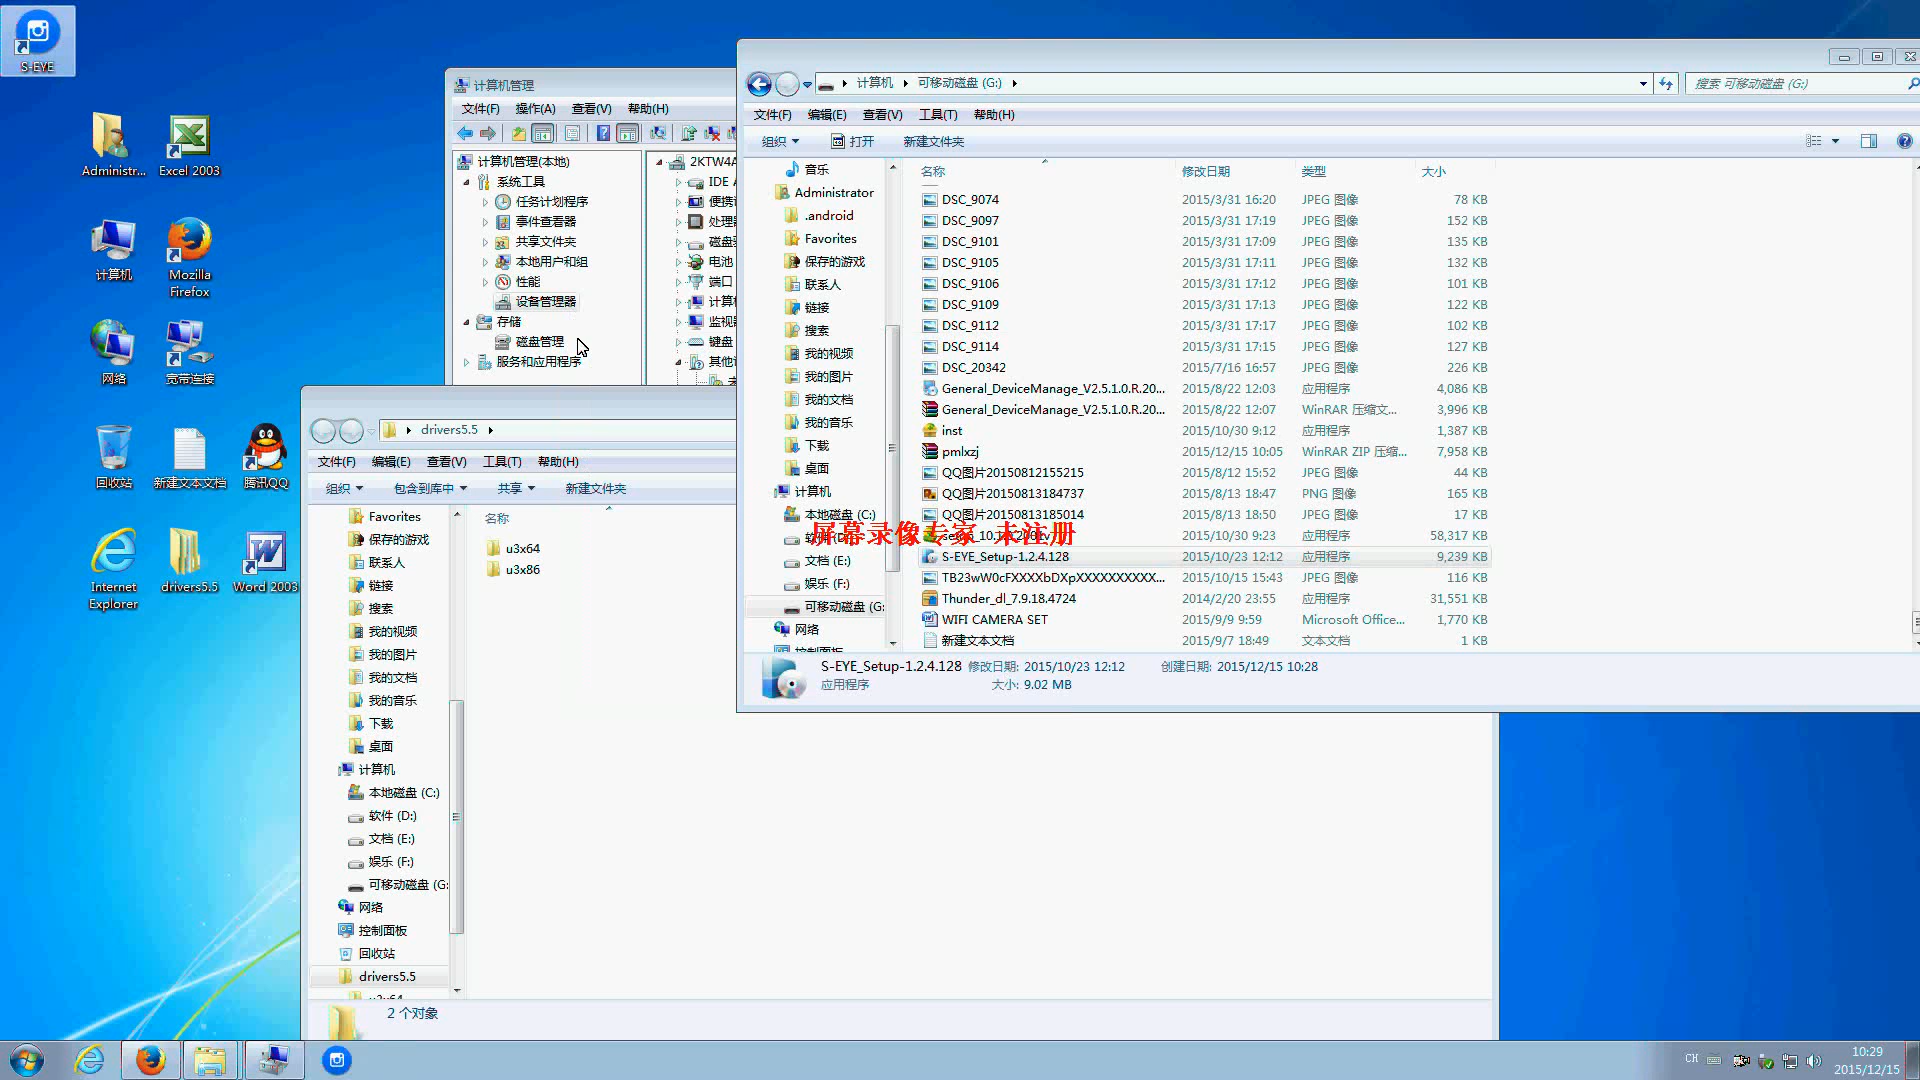 S-EYE
Administr...
Excel 2003
计算机
Mozilla
Firefox
网络
宽带连接
回收站
新建文本文档
腾讯QQ
Internet
Explorer
drivers5.5
Word 2003
计算机管理
文件(F) 操作(A) 查看(V) 帮助(H)
计算机管理(本地)
系统工具
任务计划程序
事件查看器
共享文件夹
本地用户和组
性能
设备管理器
存储
磁盘管理
服务和应用程序
2KTW4A
IDE A
便携
处理
磁盘
电池
端口
计算
监视
键盘
其他
计算机 可移动磁盘 (G:)
搜索 可移动磁盘 (G:)
文件(F) 编辑(E) 查看(V) 工具(T) 帮助(H)
组织 打开 新建文件夹
音乐
Administrator
.android
Favorites
保存的游戏
联系人
链接
搜索
我的视频
我的图片
我的文档
我的音乐
下载
桌面
计算机
本地磁盘 (C:)
文档 (E:)
娱乐 (F:)
可移动磁盘 (G:
网络
控制面板
名称 修改日期 类型 大小
DSC_9074 2015/3/31 16:20 JPEG 图像 78 KB
DSC_9097 2015/3/31 17:19 JPEG 图像 152 KB
DSC_9101 2015/3/31 17:09 JPEG 图像 135 KB
DSC_9105 2015/3/31 17:11 JPEG 图像 132 KB
DSC_9106 2015/3/31 17:12 JPEG 图像 101 KB
DSC_9109 2015/3/31 17:13 JPEG 图像 122 KB
DSC_9112 2015/3/31 17:17 JPEG 图像 102 KB
DSC_9114 2015/3/31 17:15 JPEG 图像 127 KB
DSC_20342 2015/7/16 16:57 JPEG 图像 226 KB
General_DeviceManage_V2.5.1.0.R.20... 2015/8/22 12:03 应用程序 4,086 KB
General_DeviceManage_V2.5.1.0.R.20... 2015/8/22 12:07 WinRAR 压缩文... 3,996 KB
inst 2015/10/30 9:12 应用程序 1,387 KB
pmlxzj 2015/12/15 10:05 WinRAR ZIP 压缩... 7,958 KB
QQ图片20150812155215 2015/8/12 15:52 JPEG 图像 44 KB
QQ图片20150813184737 2015/8/13 18:47 PNG 图像 165 KB
QQ图片20150813185014 2015/8/13 18:50 JPEG 图像 17 KB
2015/10/30 9:23 应用程序 58,317 KB
S-EYE_Setup-1.2.4.128 2015/10/23 12:12 应用程序 9,239 KB
TB23wW0cFXXXXbDXpXXXXXXXXXX... 2015/10/15 15:43 JPEG 图像 116 KB
Thunder_dl_7.9.18.4724 2014/2/20 23:55 应用程序 31,551 KB
WIFI CAMERA SET 2015/9/9 9:59 Microsoft Office... 1,770 KB
新建文本文档 2015/9/7 18:49 文本文档 1 KB
屏幕录像专家 未注册
S-EYE_Setup-1.2.4.128 修改日期: 2015/10/23 12:12 创建日期: 2015/12/15 10:28
应用程序 大小: 9.02 MB
drivers5.5
文件(F) 编辑(E) 查看(V) 工具(T) 帮助(H)
组织 包含到库中 共享 新建文件夹
Favorites
保存的游戏
联系人
链接
搜索
我的视频
我的图片
我的文档
我的音乐
下载
桌面
计算机
本地磁盘 (C:)
软件 (D:)
文档 (E:)
娱乐 (F:)
可移动磁盘 (G:
网络
控制面板
回收站
drivers5.5
u3x64
名称
u3x64
u3x86
2 个对象
CH
10:29
2015/12/15